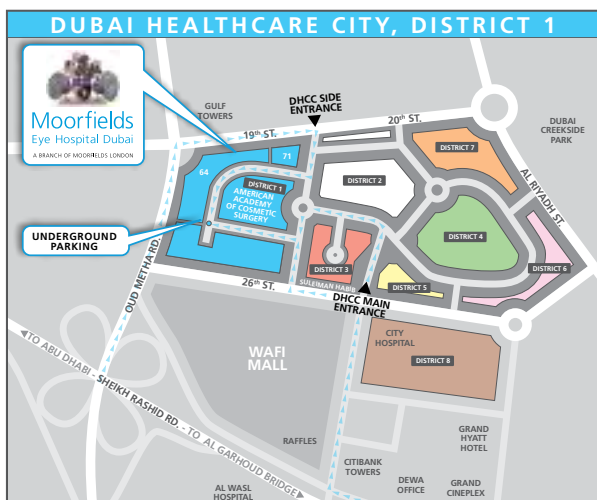 DUBAI HEALTHCARE CITY, DISTRICT 1
Moorfields
Eye Hospital Dubai
A BRANCH OF MOORFIELDS LONDON
GULF
TOWERS
DHCC SIDE
ENTRANCE
19th ST.
20th ST.
DUBAI
CREEKSIDE
PARK
AL RIYADH ST.
64
71
DISTRICT 1
AMERICAN
ACADEMY
OF COSMETIC
SURGERY
DISTRICT 2
DISTRICT 7
DISTRICT 4
DISTRICT 6
UNDERGROUND
PARKING
OUD METHA RD.
DISTRICT 3
SULEIMAN HABIB
DISTRICT 5
26th ST.
DHCC MAIN
ENTRANCE
WAFI
MALL
CITY
HOSPITAL
DISTRICT 8
TO ABU DHABI - SHEIKH RASHID RD. - TO AL GARHOUD BRIDGE
RAFFLES
GRAND
HYATT
HOTEL
CITIBANK
TOWERS
DEWA
OFFICE
GRAND
CINEPLEX
AL WASL
HOSPITAL